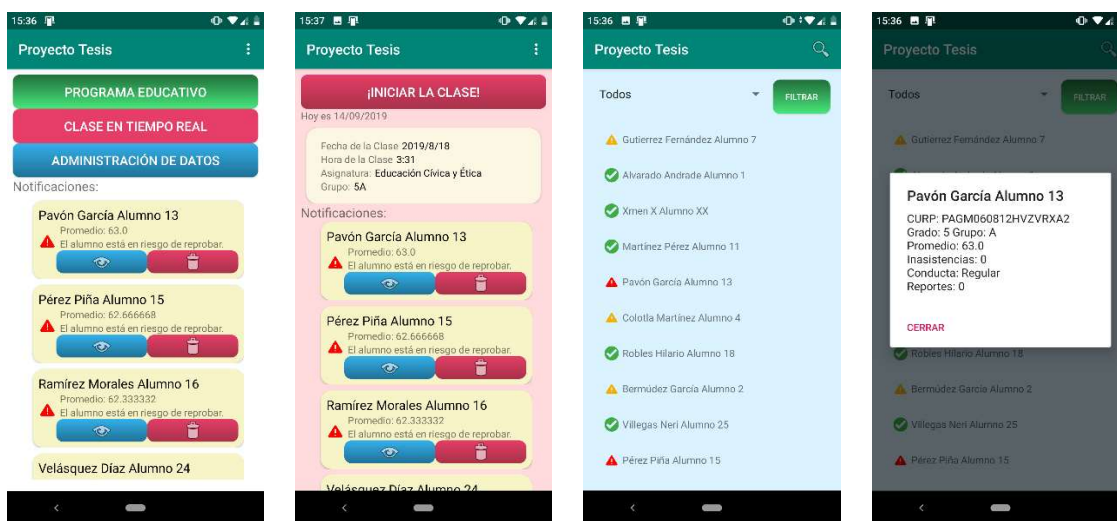 15:36
Proyecto Tesis
PROGRAMA EDUCATIVO
CLASE EN TIEMPO REAL
ADMINISTRACIÓN DE DATOS
Notificaciones:
Pavón García Alumno 13
Promedio: 63.0
El alumno está en riesgo de reprobar.
Pérez Piña Alumno 15
Promedio: 62.666668
El alumno está en riesgo de reprobar.
Ramírez Morales Alumno 16
Promedio: 62.333332
El alumno está en riesgo de reprobar.
Velásquez Díaz Alumno 24
15:37
Proyecto Tesis
¡INICIAR LA CLASE!
Hoy es 14/09/2019
Fecha de la Clase 2019/8/18
Hora de la Clase 3:31
Asignatura: Educación Cívica y Ética
Grupo: 5A
Notificaciones:
Pavón García Alumno 13
Promedio: 63.0
El alumno está en riesgo de reprobar.
Pérez Piña Alumno 15
Promedio: 62.666668
El alumno está en riesgo de reprobar.
Ramírez Morales Alumno 16
Promedio: 62.333332
El alumno está en riesgo de reprobar.
Velásquez Díaz Alumno 24
15:36
Proyecto Tesis
Todos
FILTRAR
Gutierrez Fernández Alumno 7
Alvarado Andrade Alumno 1
Xmen X Alumno XX
Martínez Pérez Alumno 11
Pavón García Alumno 13
Colotla Martínez Alumno 4
Robles Hilario Alumno 18
Bermúdez García Alumno 2
Villegas Neri Alumno 25
Pérez Piña Alumno 15
15:36
Proyecto Tesis
Todos
FILTRAR
Gutierrez Fernández Alumno 7
Pavón García Alumno 13
CURP: PAGM060812HVZVRXA2
Grado: 5 Grupo: A
Promedio: 63.0
Inasistencias: 0
Conducta: Regular
Reportes: 0
CERRAR
Robles Hilario Alumno 18
Bermúdez García Alumno 2
Villegas Neri Alumno 25
Pérez Piña Alumno 15